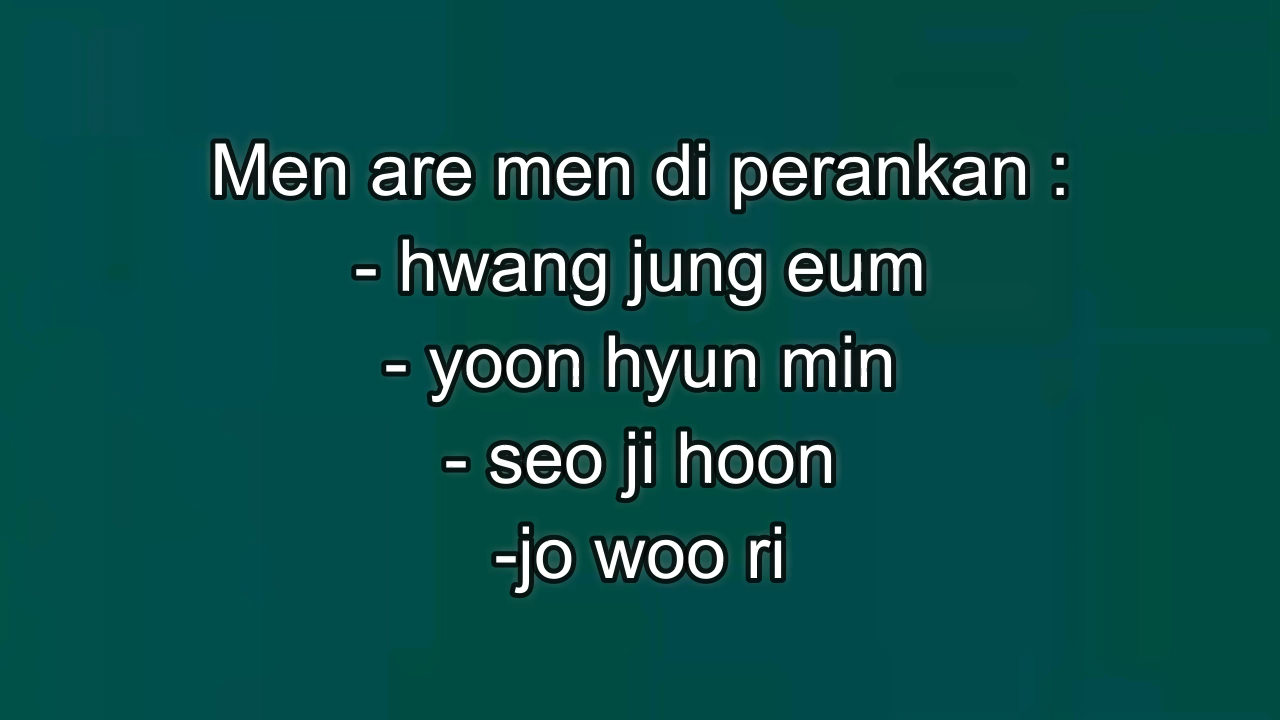 Men are men di perankan :
- hwang jung eum
- yoon hyun min
- seo ji hoon
-jo woo ri